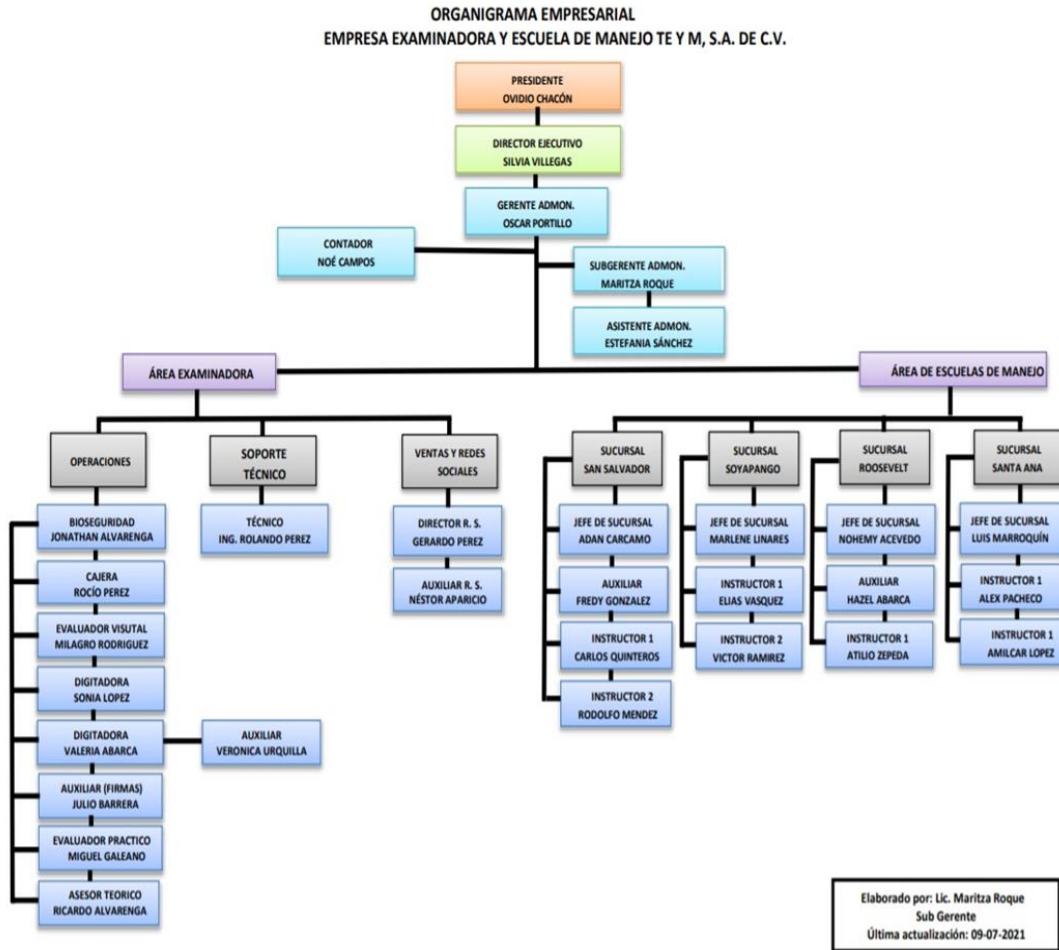 ORGANIGRAMA EMPRESARIAL
EMPRESA EXAMINADORA Y ESCUELA DE MANEJO TE Y M, S.A. DE C.V.
PRESIDENTE
OVIDIO CHACÓN
DIRECTOR EJECUTIVO
SILVIA VILLEGAS
GERENTE ADMON.
OSCAR PORTILLO
CONTADOR
NOÉ CAMPOS
SUBGERENTE ADMON.
MARITZA ROQUE
ASISTENTE ADMON.
ESTEFANIA SÁNCHEZ
ÁREA EXAMINADORA
ÁREA DE ESCUELAS DE MANEJO
OPERACIONES
BIOSEGURIDAD
JONATHAN ALVARENGA
CAJERA
ROCÍO PEREZ
EVALUADOR VISUTAL
MILAGRO RODRIGUEZ
DIGITADORA
SONIA LOPEZ
DIGITADORA
VALERIA ABARCA
AUXILIAR
VERONICA URQUILLA
AUXILIAR (FIRMAS)
JULIO BARRERA
EVALUADOR PRACTICO
MIGUEL GALEANO
ASESOR TEORICO
RICARDO ALVARENGA
SOPORTE
TÉCNICO
TÉCNICO
ING. ROLANDO PEREZ
VENTAS Y REDES
SOCIALES
DIRECTOR R. S.
GERARDO PEREZ
AUXILIAR R. S.
NÉSTOR APARICIO
SUCURSAL
SAN SALVADOR
JEFE DE SUCURSAL
ADAN CARCAMO
AUXILIAR
FREDY GONZALEZ
INSTRUCTOR 1
CARLOS QUINTEROS
INSTRUCTOR 2
RODOLFO MENDEZ
SUCURSAL
SOYAPANGO
JEFE DE SUCURSAL
MARLENE LINARES
INSTRUCTOR 1
ELIAS VASQUEZ
INSTRUCTOR 2
VICTOR RAMIREZ
SUCURSAL
ROOSEVELT
JEFE DE SUCURSAL
NOHEMY ACEVEDO
AUXILIAR
HAZEL ABARCA
INSTRUCTOR 1
ATILIO ZEPEDA
SUCURSAL
SANTA ANA
JEFE DE SUCURSAL
LUIS MARROQUÍN
INSTRUCTOR 1
ALEX PACHECO
INSTRUCTOR 1
AMILCAR LOPEZ
Elaborado por: Lic. Maritza Roque
Sub Gerente
Última actualización: 09-07-2021